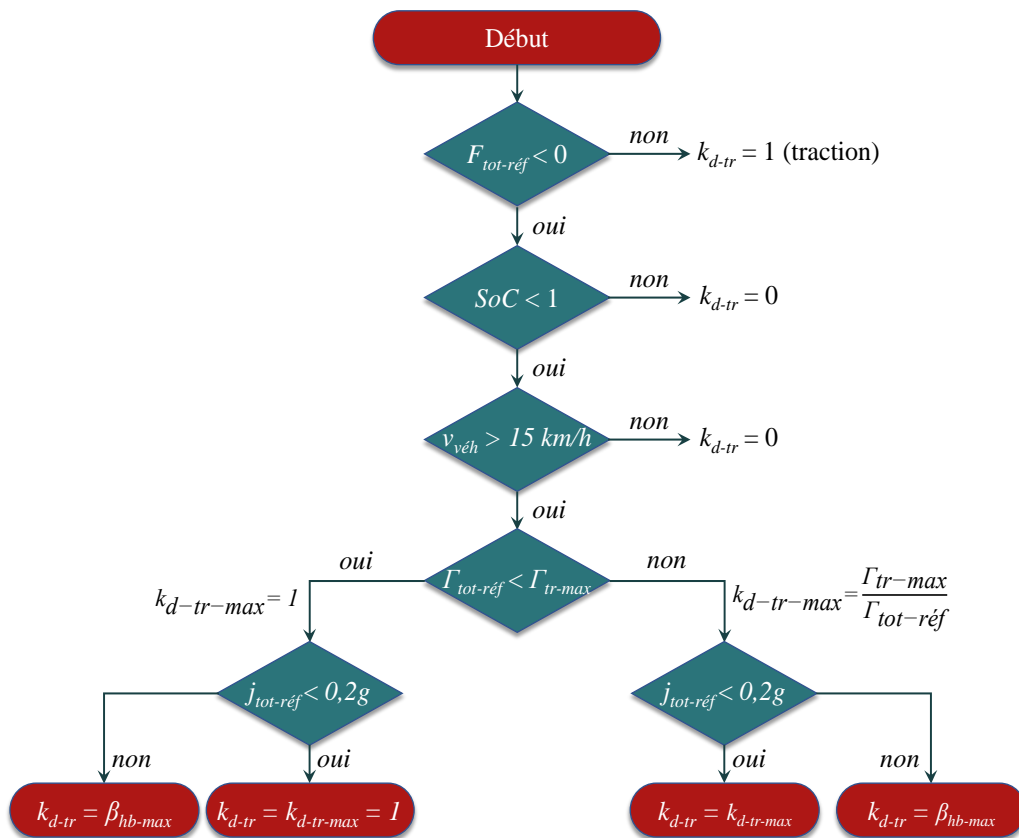 Début
F_tot-réf < 0
non
k_d-tr = 1 (traction)
oui
SoC < 1
non
k_d-tr = 0
oui
v_véh > 15 km/h
non
k_d-tr = 0
oui
Γ_tot-réf < Γ_tr-max
oui
non
k_d−tr−max = 1
k_d−tr−max = Γ_tr−max / Γ_tot−réf
j_tot-réf < 0,2g
j_tot-réf < 0,2g
non
oui
oui
non
k_d-tr = β_hb-max
k_d-tr = k_d-tr-max = 1
k_d-tr = k_d-tr-max
k_d-tr = β_hb-max